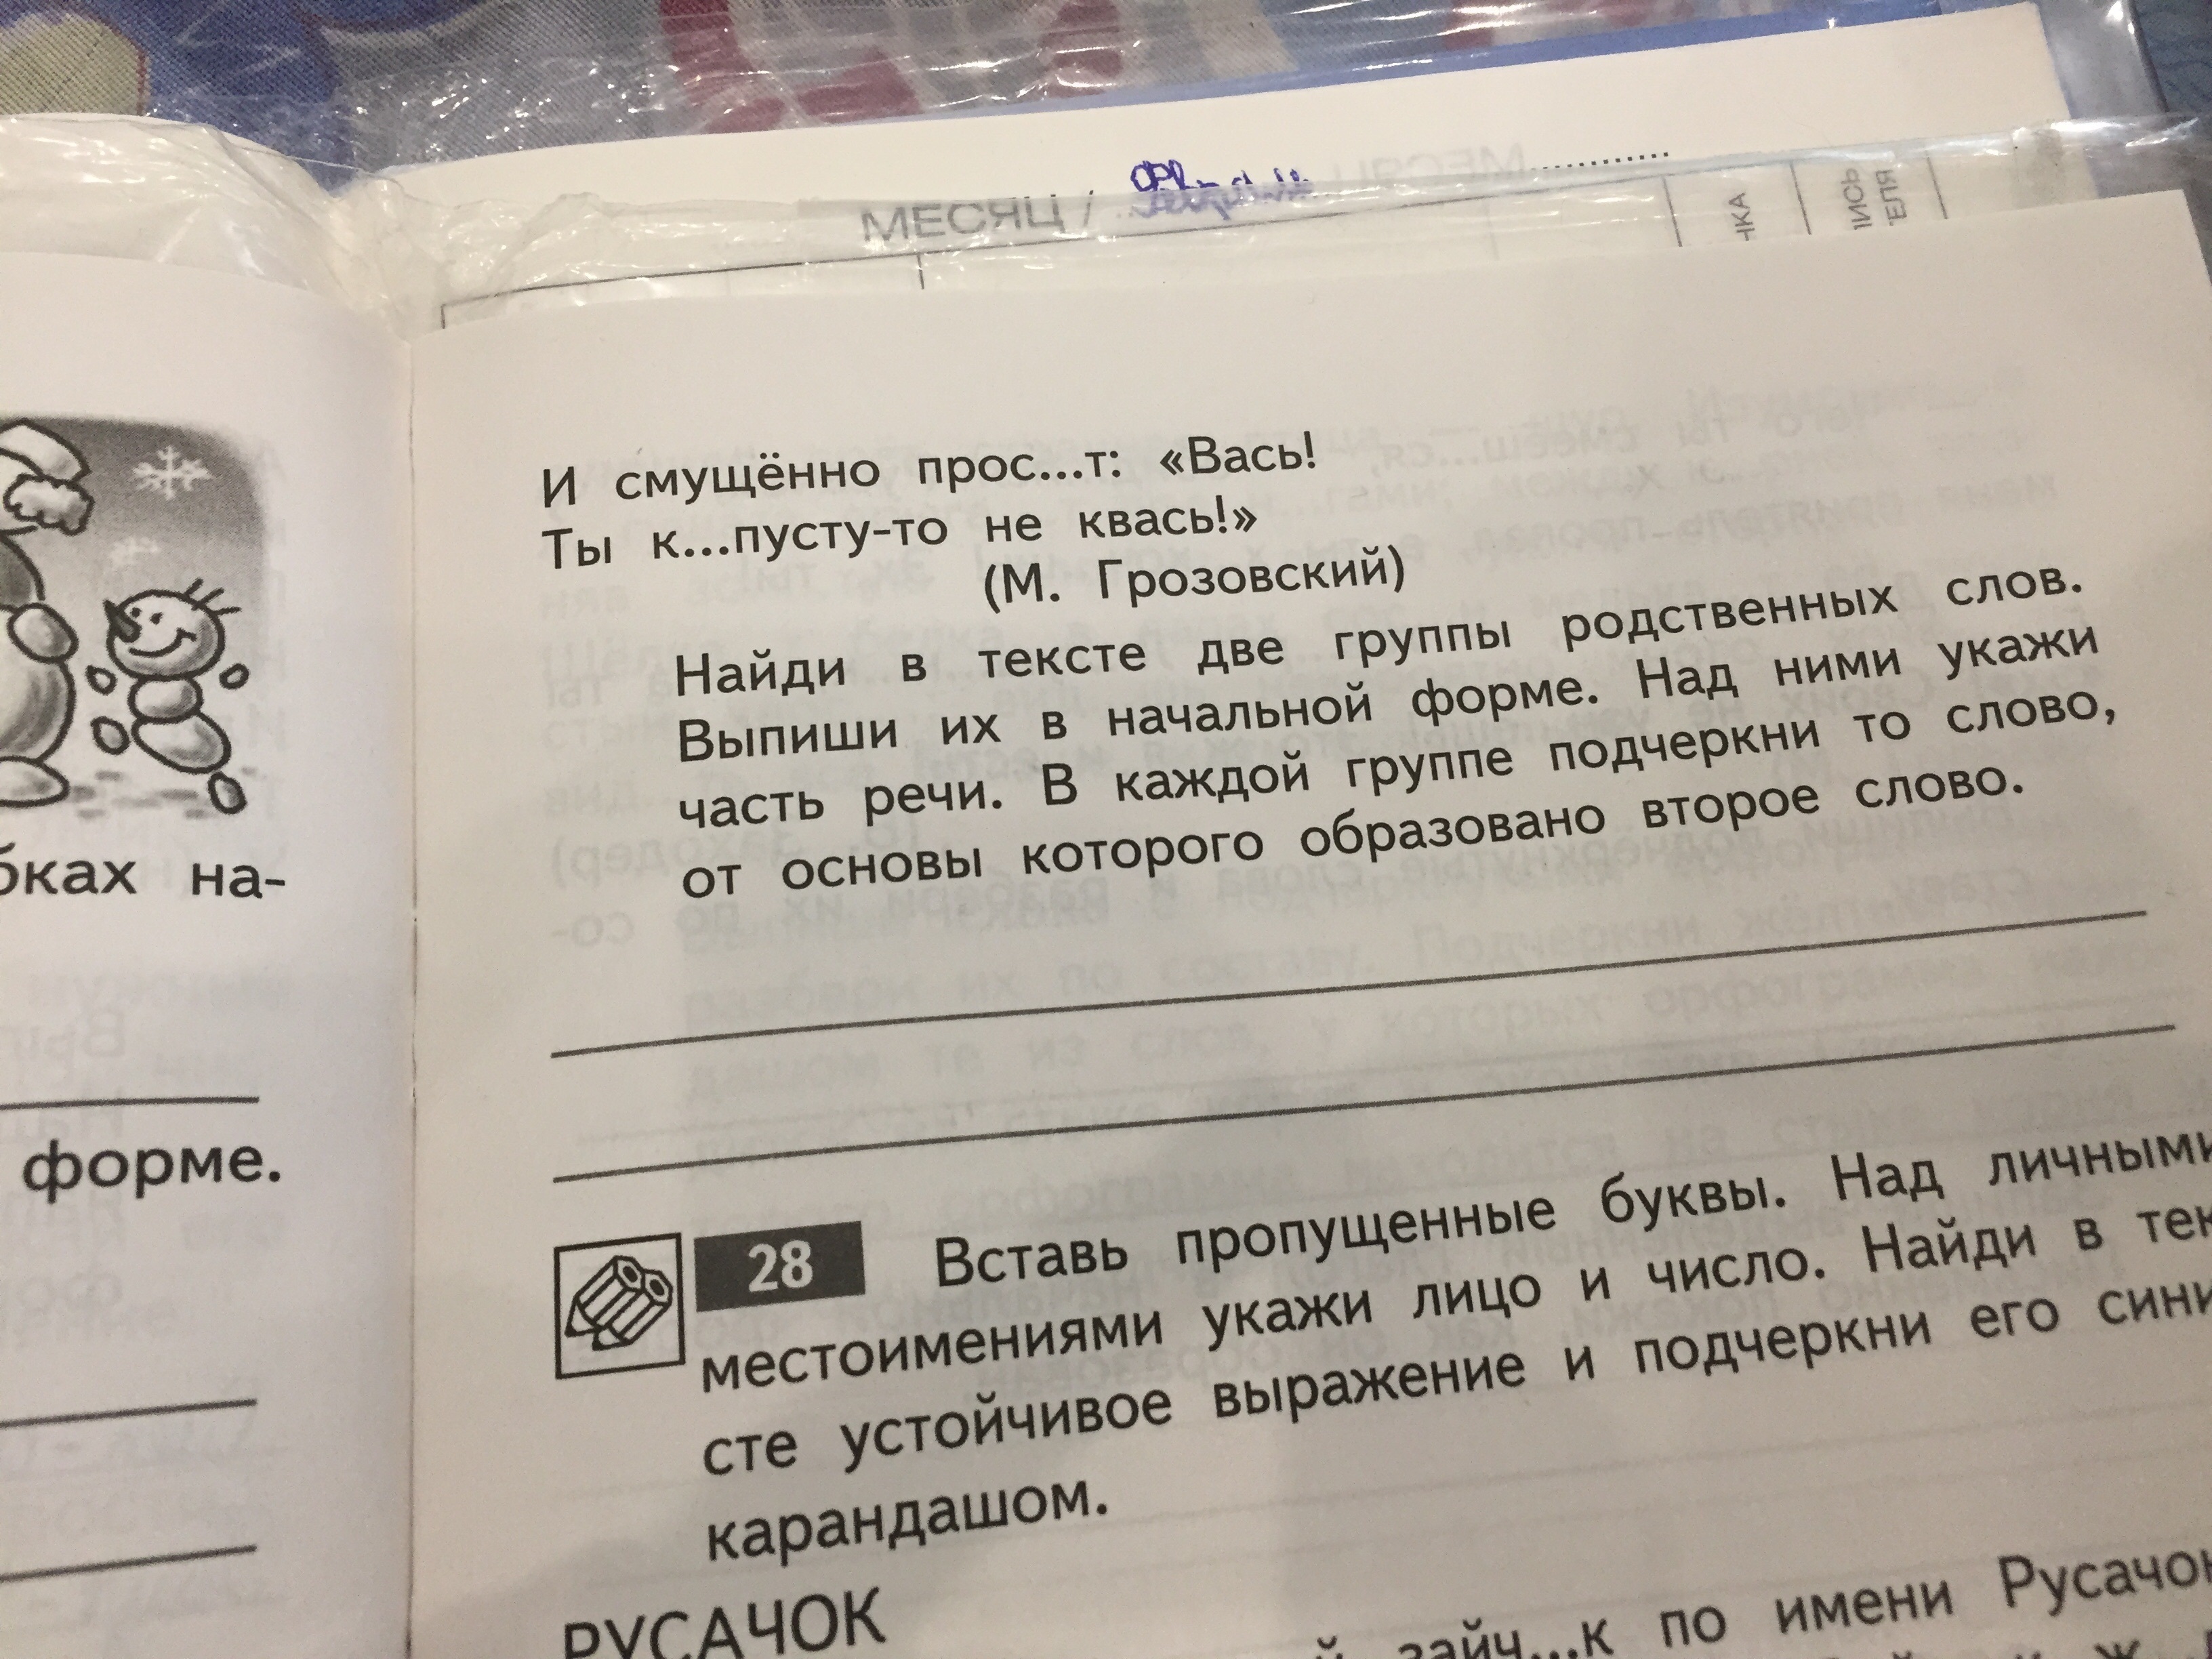 МЕСЯЦ /
И смущённо прос...т: «Вась!
Ты к...пусту-то не квась!»
(М. Грозовский)
Найди в тексте две группы родственных слов.
Выпиши их в начальной форме. Над ними укажи
часть речи. В каждой группе подчеркни то слово,
от основы которого образовано второе слово.
бках на-
форме.
28 Вставь пропущенные буквы. Над личными
местоимениями укажи лицо и число. Найди в тек
сте устойчивое выражение и подчеркни его сини
карандашом.
РУСАЧОК
й зайч...к по имени Русачок